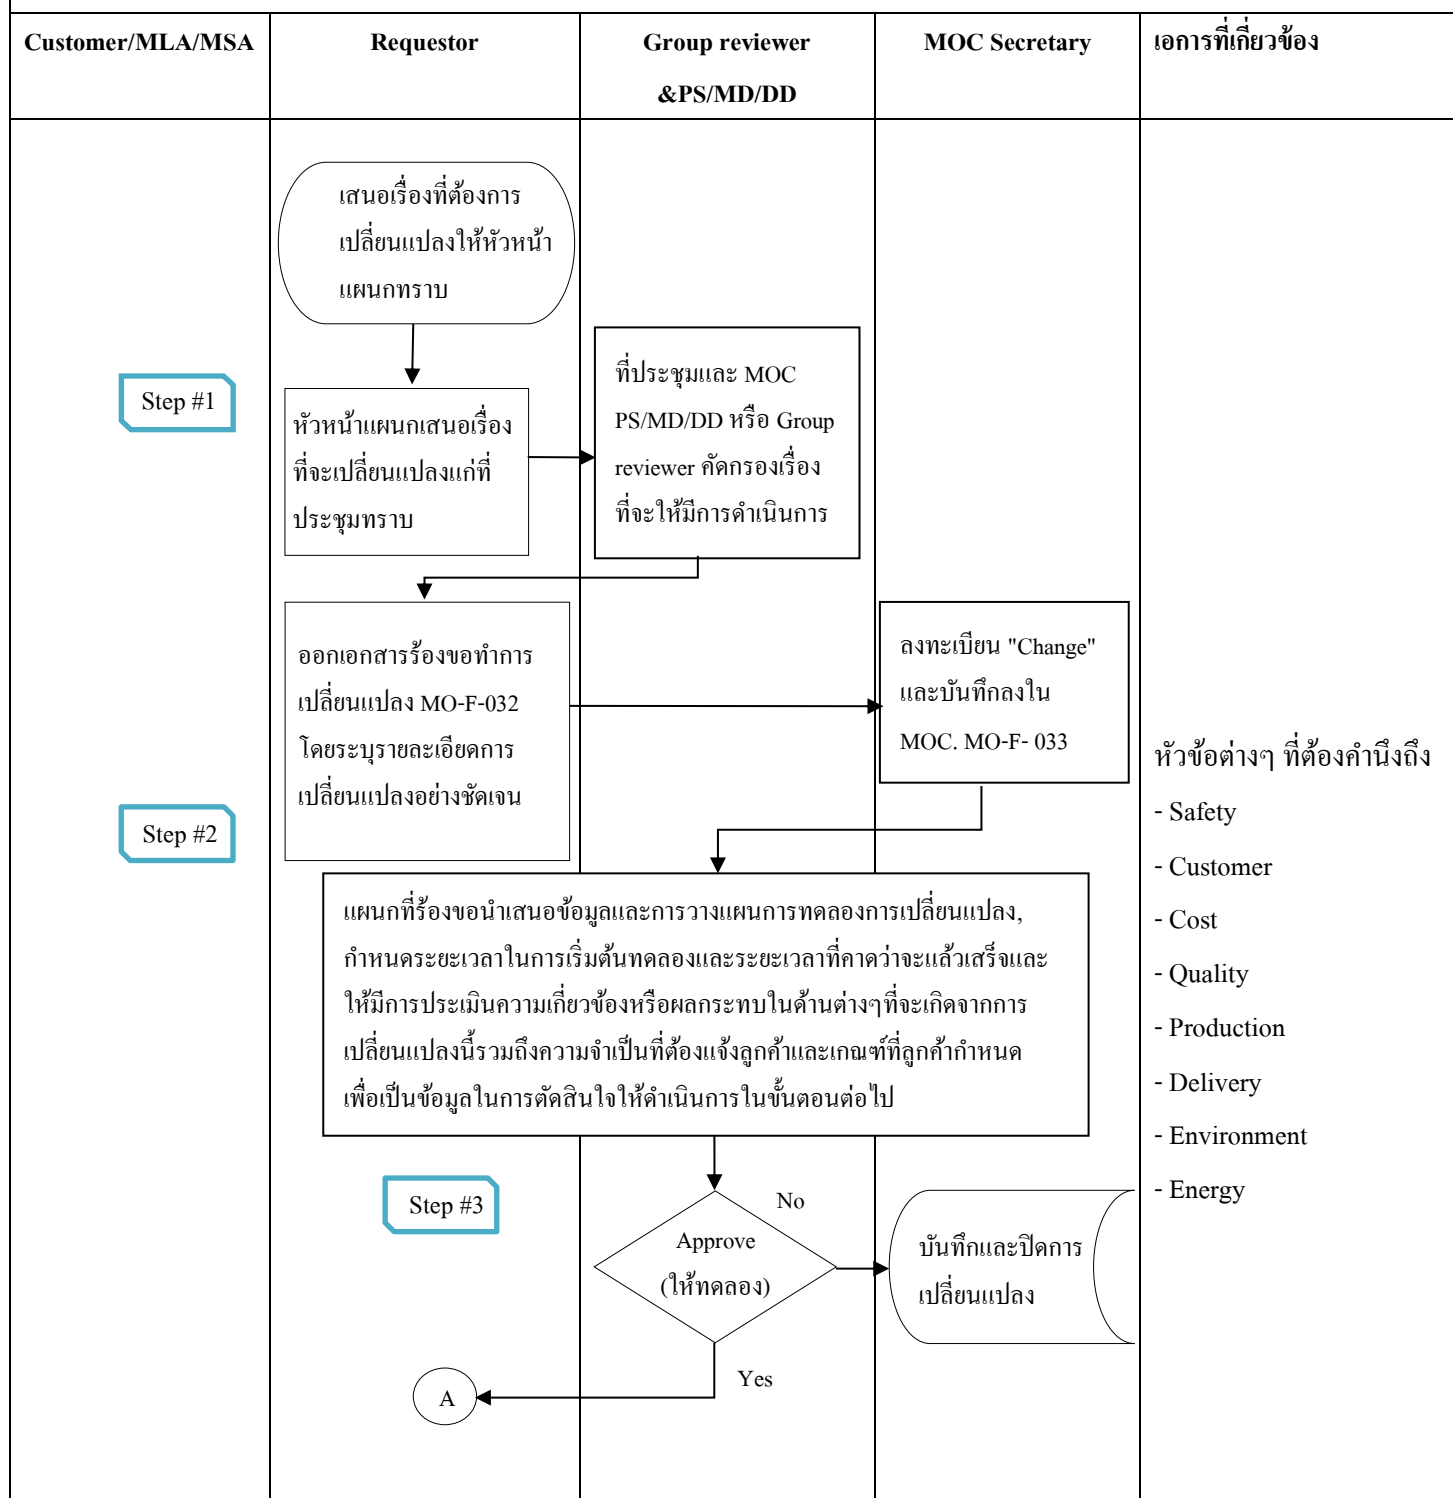 Customer/MLA/MSA
Requestor
Group reviewer
&PS/MD/DD
MOC Secretary
เอการที่เกี่ยวข้อง
เสนอเรื่องที่ต้องการ
เปลี่ยนแปลงให้หัวหน้า
แผนกทราบ
Step #1
หัวหน้าแผนกเสนอเรื่อง
ที่จะเปลี่ยนแปลงแก่ที่
ประชุมทราบ
ที่ประชุมและ MOC
PS/MD/DD หรือ Group
reviewer คัดกรองเรื่อง
ที่จะให้มีการดำเนินการ
ออกเอกสารร้องขอทำการ
เปลี่ยนแปลง MO-F-032
โดยระบุรายละเอียดการ
เปลี่ยนแปลงอย่างชัดเจน
ลงทะเบียน "Change"
และบันทึกลงใน
MOC. MO-F- 033
Step #2
แผนกที่ร้องขอนำเสนอข้อมูลและการวางแผนการทดลองการเปลี่ยนแปลง,
กำหนดระยะเวลาในการเริ่มต้นทดลองและระยะเวลาที่คาดว่าจะแล้วเสร็จและ
ให้มีการประเมินความเกี่ยวข้องหรือผลกระทบในด้านต่างๆที่จะเกิดจากการ
เปลี่ยนแปลงนี้รวมถึงความจำเป็นที่ต้องแจ้งลูกค้าและเกณฑ์ที่ลูกค้ากำหนด
เพื่อเป็นข้อมูลในการตัดสินใจให้ดำเนินการในขั้นตอนต่อไป
หัวข้อต่างๆ ที่ต้องคำนึงถึง
- Safety
- Customer
- Cost
- Quality
- Production
- Delivery
- Environment
- Energy
Step #3
Approve
(ให้ทดลอง)
No
บันทึกและปิดการ
เปลี่ยนแปลง
Yes
A